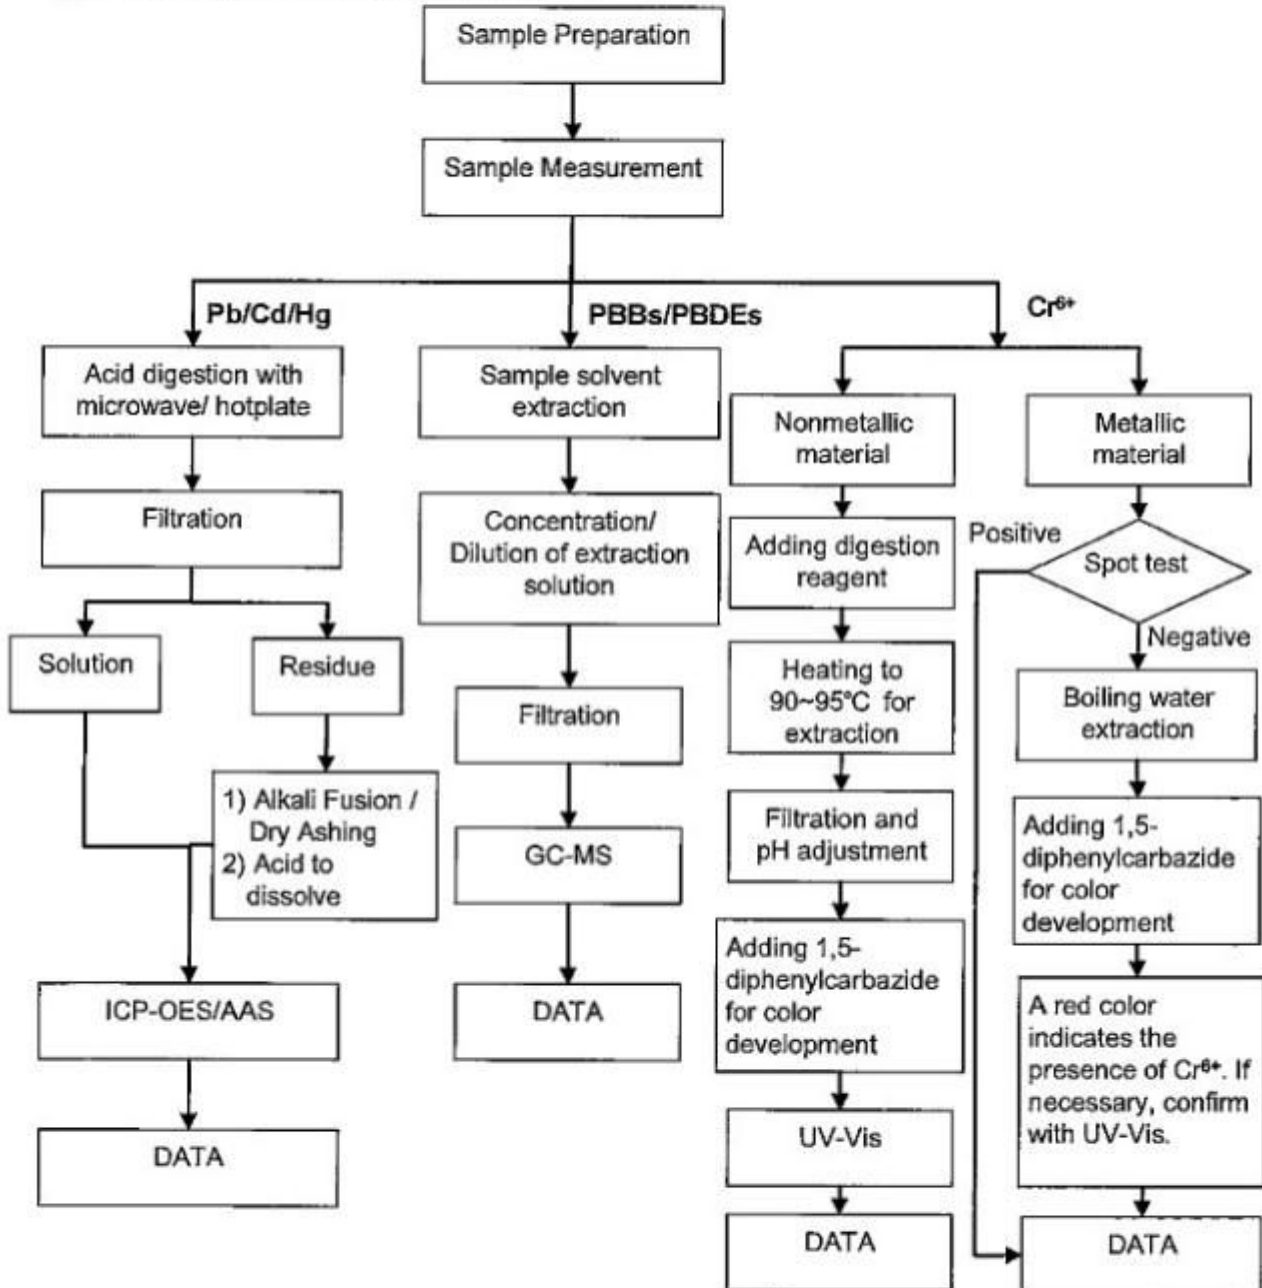 Sample Preparation
Sample Measurement
Pb/Cd/Hg
PBBs/PBDEs
Cr⁶⁺
Acid digestion with
microwave/ hotplate
Filtration
Solution
Residue
1) Alkali Fusion /
Dry Ashing
2) Acid to
dissolve
ICP-OES/AAS
DATA
Sample solvent
extraction
Concentration/
Dilution of extraction
solution
Filtration
GC-MS
DATA
Nonmetallic
material
Adding digestion
reagent
Heating to
90~95°C for
extraction
Filtration and
pH adjustment
Adding 1,5-
diphenylcarbazide
for color
development
UV-Vis
DATA
Metallic
material
Positive
Spot test
Negative
Boiling water
extraction
Adding 1,5-
diphenylcarbazide
for color
development
A red color
indicates the
presence of Cr⁶⁺. If
necessary, confirm
with UV-Vis.
DATA